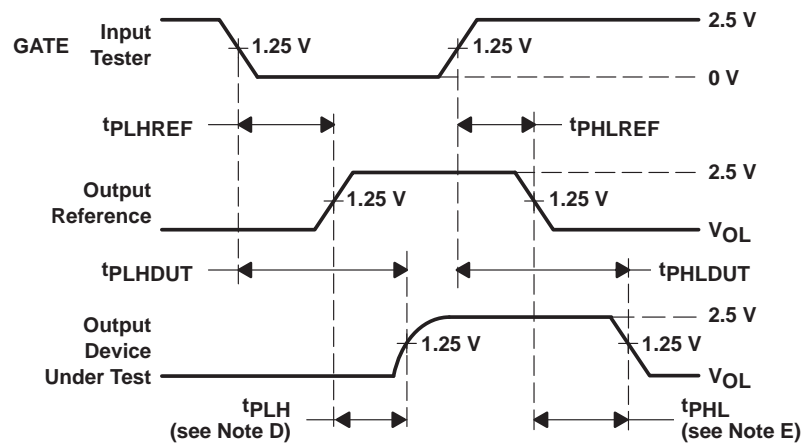 GATE
Input
Tester
1.25 V
1.25 V
2.5 V
0 V
tPLHREF
tPHLREF
Output
Reference
1.25 V
1.25 V
2.5 V
VOL
tPLHDUT
tPHLDUT
Output
Device
Under Test
1.25 V
1.25 V
2.5 V
VOL
tPLH
(see Note D)
tPHL
(see Note E)